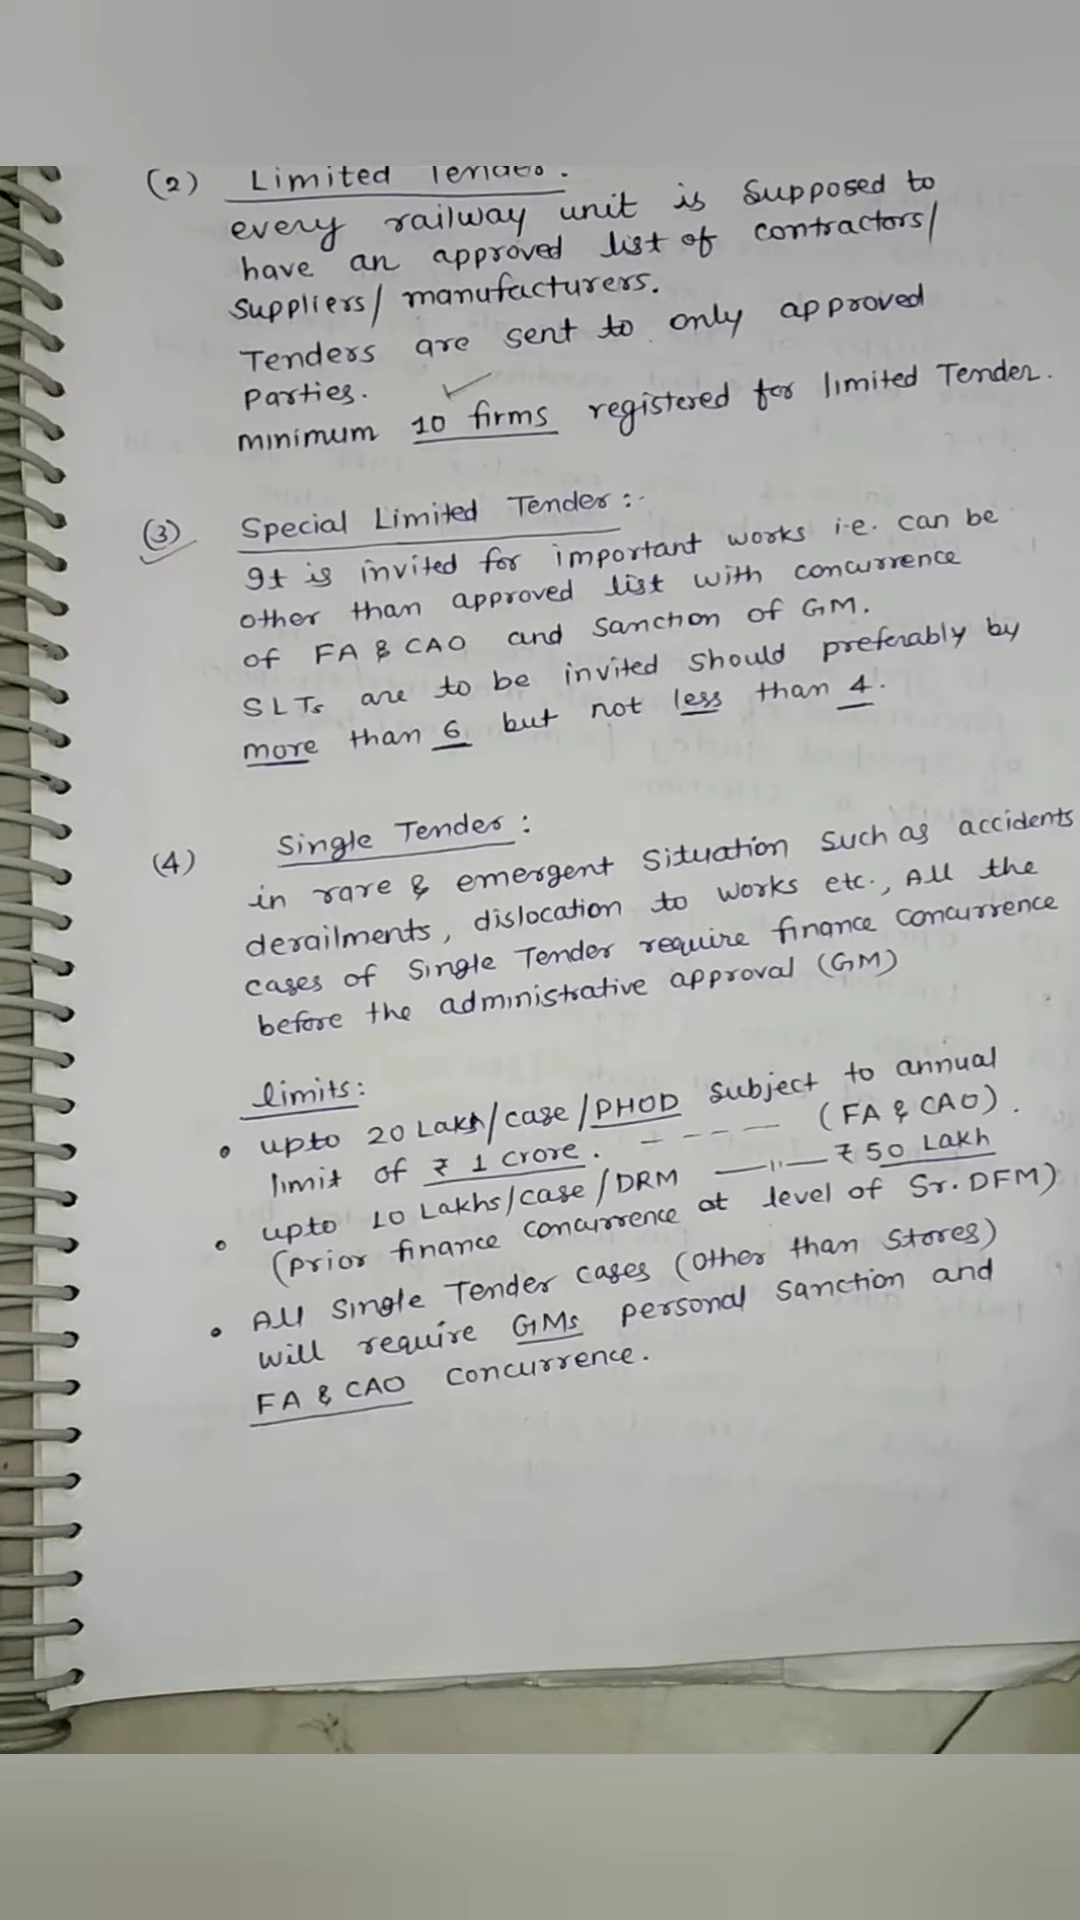 (2) Limited Tender.
every railway unit is supposed to
have an approved list of contractors/
suppliers/ manufacturers.
Tenders are sent to only approved
Parties.
minimum 10 firms registered for limited Tender.
(3) Special Limited Tender :-
It is invited for important works i.e. can be
other than approved list with concurrence
of FA & CAO and Sanction of GM.
SLTs are to be invited should preferably by
more than 6 but not less than 4.
(4) Single Tender :
in rare & emergent situation such as accidents
derailments, dislocation to works etc., All the
cases of Single Tender require finance concurrence
before the administrative approval (GM)
limits:
• upto 20 Lakh/case/PHOD subject to annual
limit of ₹ 1 crore. - - - - - (FA & CAO).
• upto 10 Lakhs/case/DRM —"— ₹ 50 Lakh
(prior finance concurrence at level of Sr. DFM)
• All Single Tender cases (other than stores)
will require GMs personal sanction and
FA & CAO concurrence.